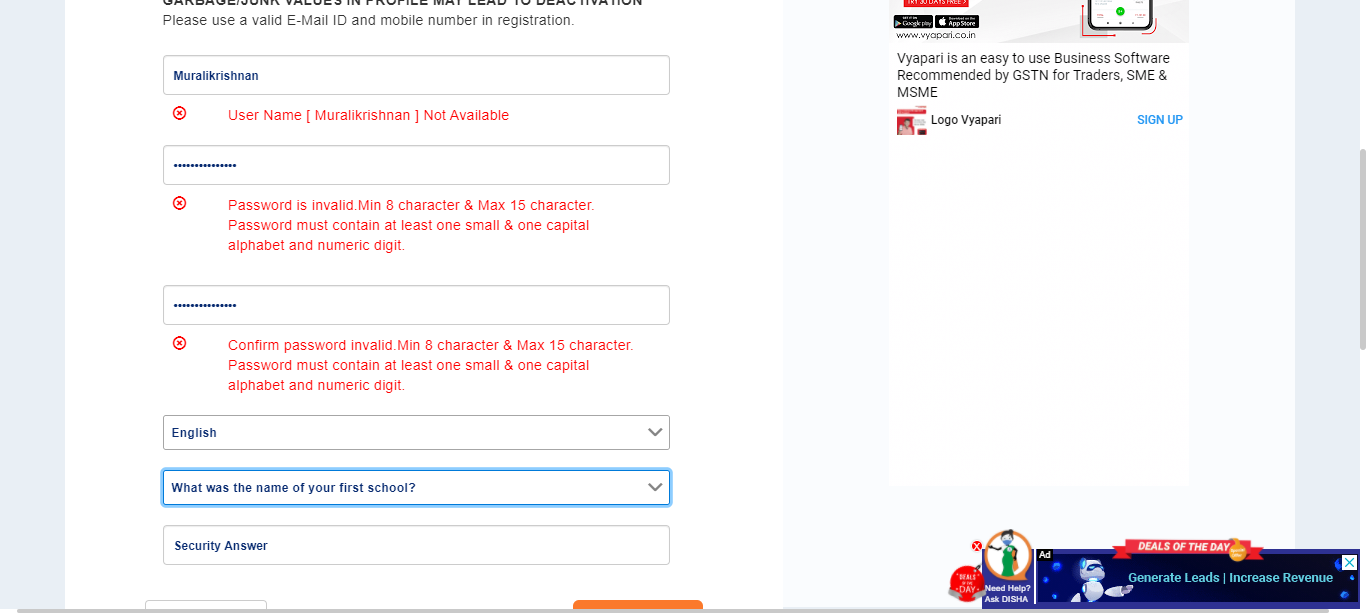 GARBAGE/JUNK VALUES IN PROFILE MAY LEAD TO DEACTIVATION
Please use a valid E-Mail ID and mobile number in registration.
Muralikrishnan
User Name [ Muralikrishnan ] Not Available
Password is invalid.Min 8 character & Max 15 character.
Password must contain at least one small & one capital
alphabet and numeric digit.
Confirm password invalid.Min 8 character & Max 15 character.
Password must contain at least one small & one capital
alphabet and numeric digit.
English
What was the name of your first school?
Security Answer
TRY 30 DAYS FREE >
GET IT ON
Google play
Download on the
App Store
www.vyapari.co.in
Vyapari is an easy to use Business Software
Recommended by GSTN for Traders, SME &
MSME
Logo Vyapari
SIGN UP
DEALS
OF THE
DAY
Need Help?
Ask DISHA
Ad
DEALS OF THE DAY
Generate Leads | Increase Revenue